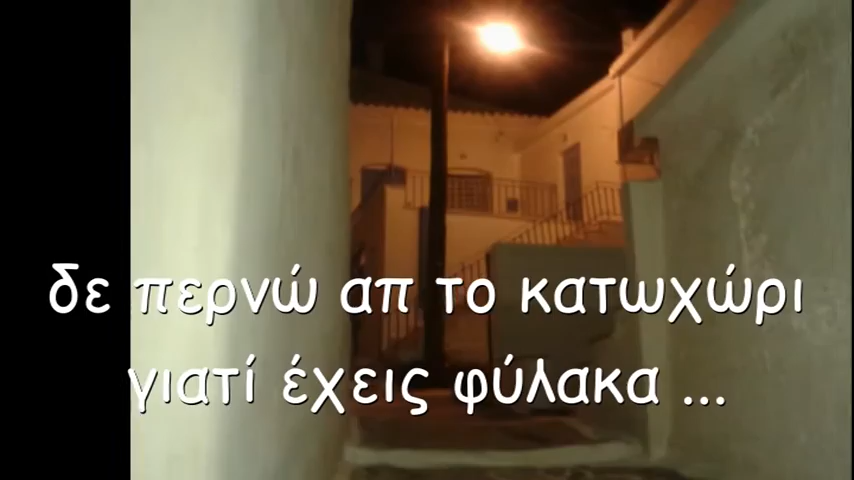 δε περνώ απ το κατωχώρι
γιατί έχεις φύλακα ...